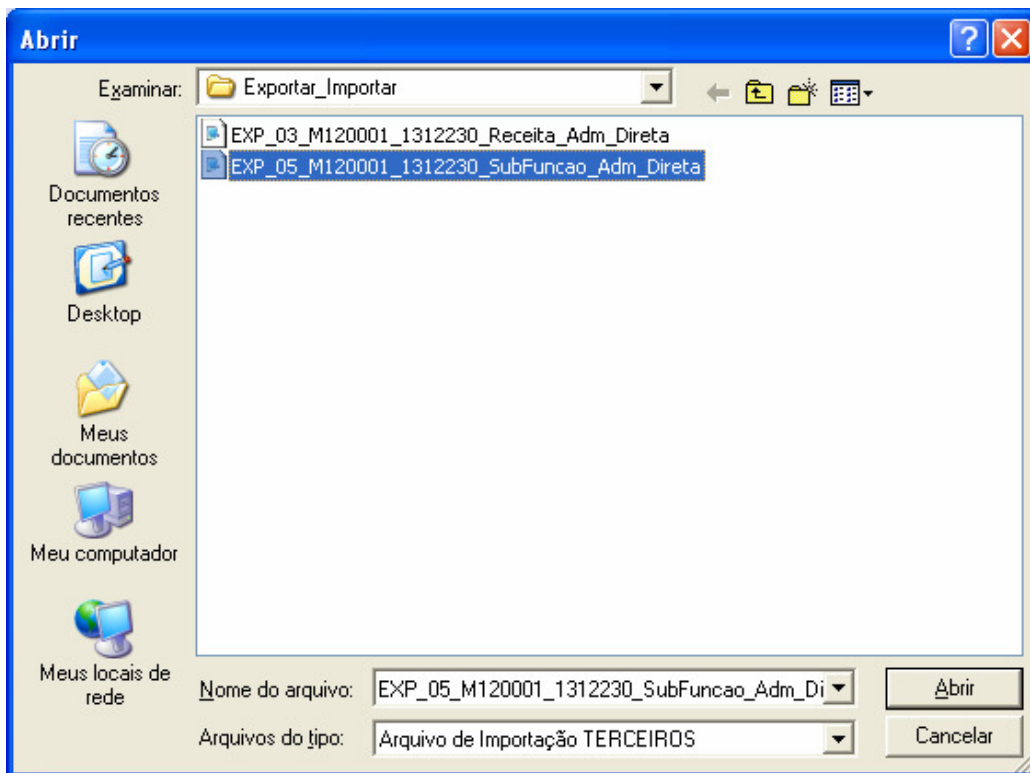 Abrir
Examinar:
Exportar_Importar
EXP_03_M120001_1312230_Receita_Adm_Direta
EXP_05_M120001_1312230_SubFuncao_Adm_Direta
Documentos
recentes
Desktop
Meus
documentos
Meu computador
Meus locais de
rede
Nome do arquivo:
EXP_05_M120001_1312230_SubFuncao_Adm_Di
Abrir
Arquivos do tipo:
Arquivo de Importação TERCEIROS
Cancelar